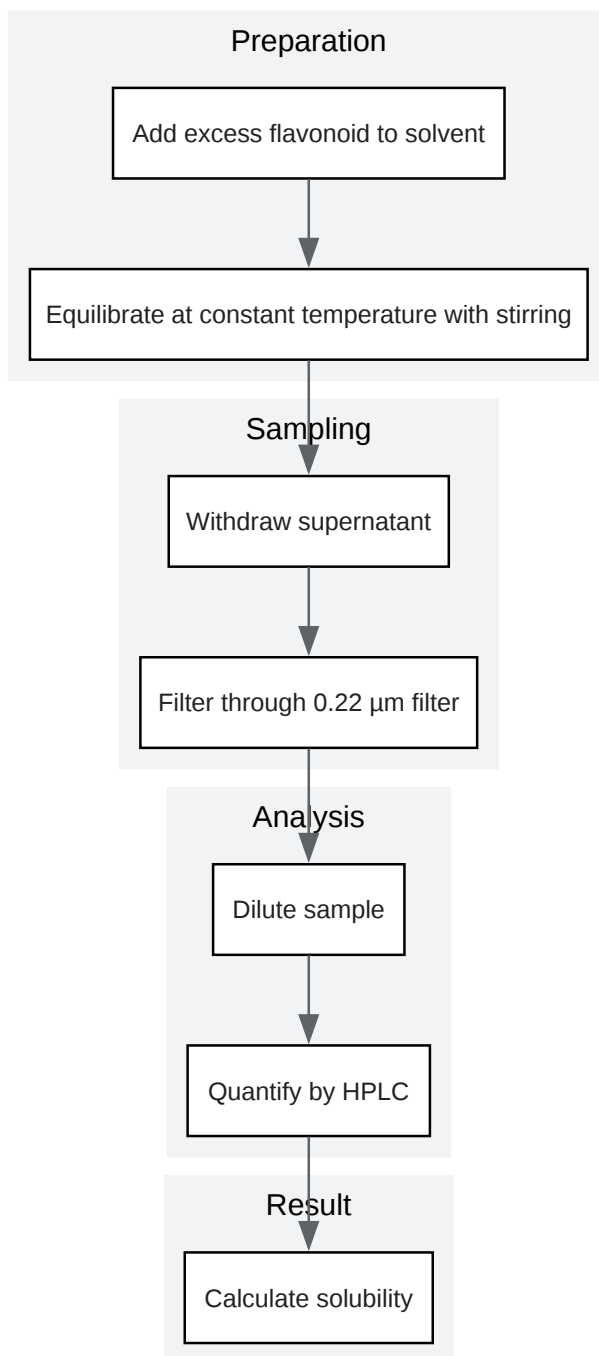 Preparation
Add excess flavonoid to solvent
Equilibrate at constant temperature with stirring
Sampling
Withdraw supernatant
Filter through 0.22 µm filter
Analysis
Dilute sample
Quantify by HPLC
Result
Calculate solubility